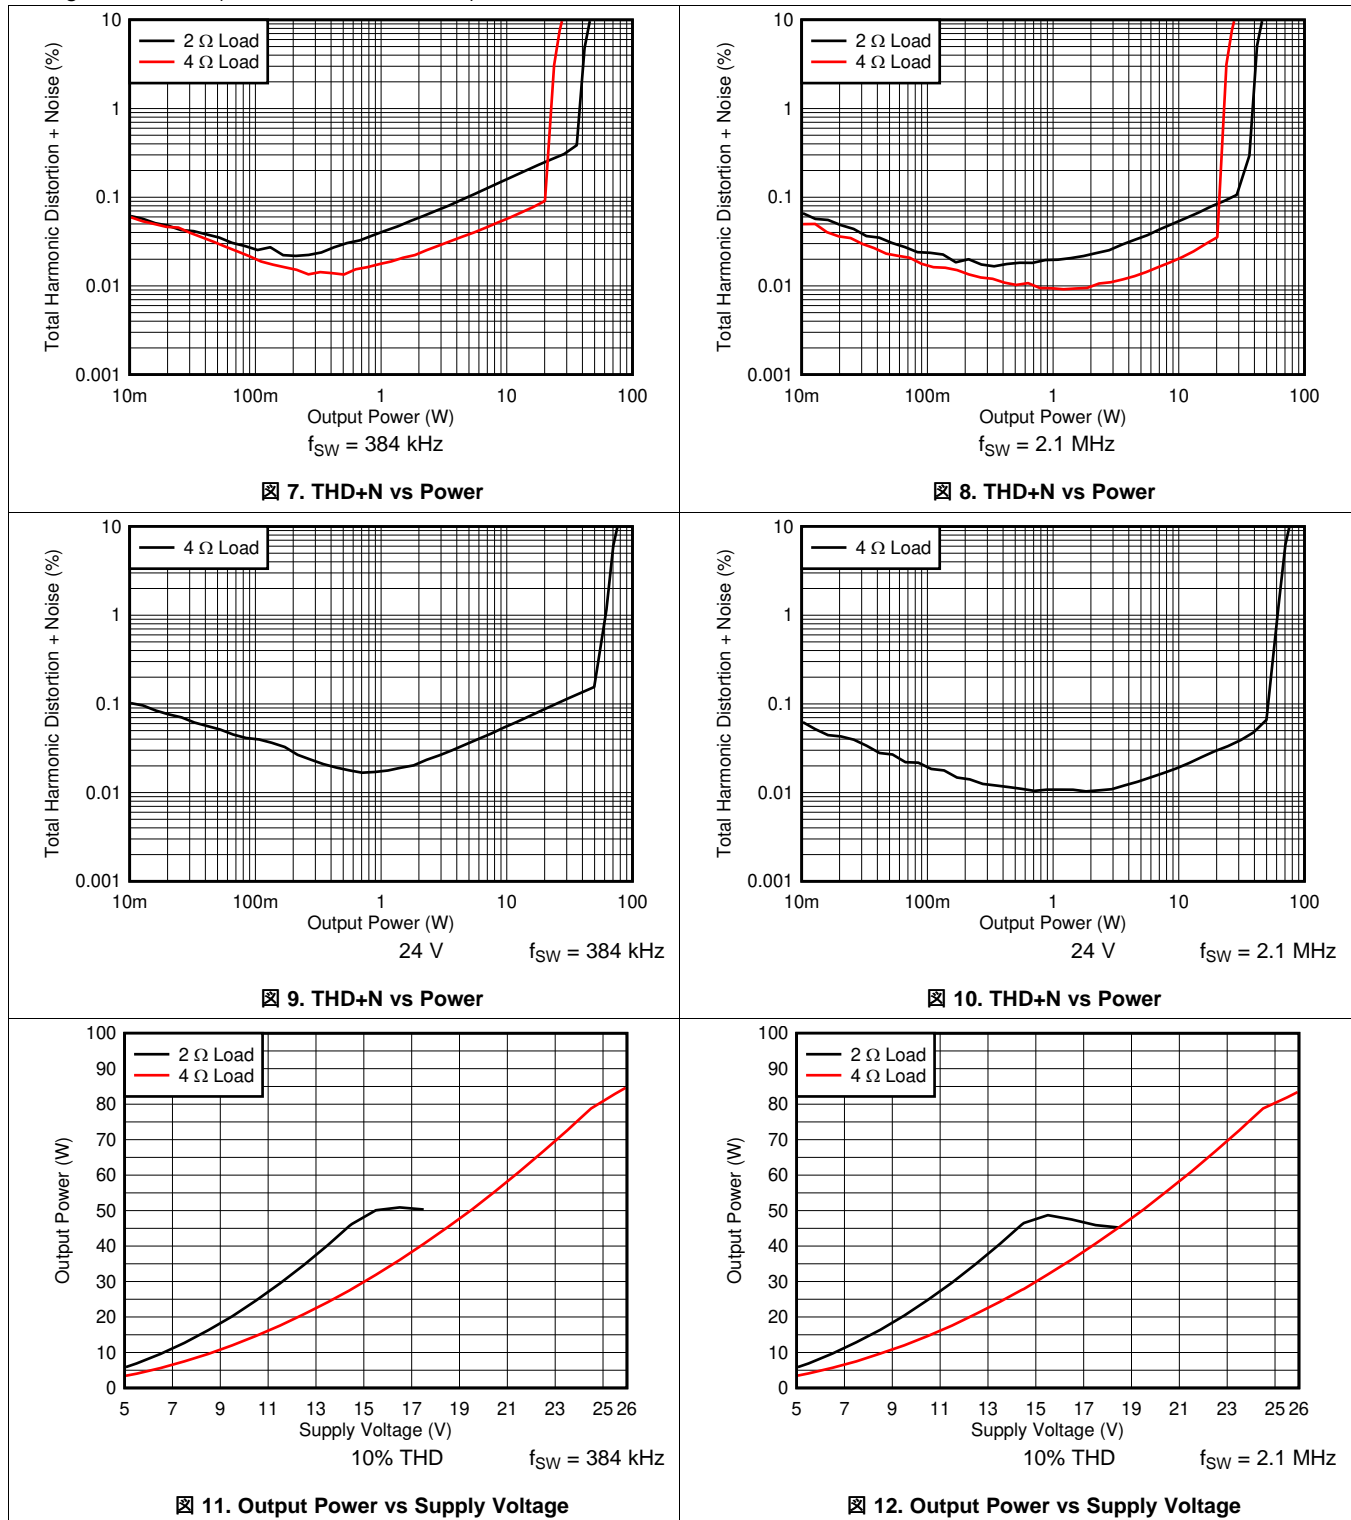 10
1
0.1
0.01
0.001
Total Harmonic Distortion + Noise (%)
2 Ω Load
4 Ω Load
10m 100m 1 10 100
Output Power (W)
fSW = 384 kHz
図 7. THD+N vs Power
10
1
0.1
0.01
0.001
Total Harmonic Distortion + Noise (%)
2 Ω Load
4 Ω Load
10m 100m 1 10 100
Output Power (W)
fSW = 2.1 MHz
図 8. THD+N vs Power
10
1
0.1
0.01
0.001
Total Harmonic Distortion + Noise (%)
4 Ω Load
10m 100m 1 10 100
Output Power (W)
24 V fSW = 384 kHz
図 9. THD+N vs Power
10
1
0.1
0.01
0.001
Total Harmonic Distortion + Noise (%)
4 Ω Load
10m 100m 1 10 100
Output Power (W)
24 V fSW = 2.1 MHz
図 10. THD+N vs Power
100
90
80
70
60
50
40
30
20
10
0
Output Power (W)
2 Ω Load
4 Ω Load
5 7 9 11 13 15 17 19 21 23 25 26
Supply Voltage (V)
10% THD fSW = 384 kHz
図 11. Output Power vs Supply Voltage
100
90
80
70
60
50
40
30
20
10
0
Output Power (W)
2 Ω Load
4 Ω Load
5 7 9 11 13 15 17 19 21 23 25 26
Supply Voltage (V)
10% THD fSW = 2.1 MHz
図 12. Output Power vs Supply Voltage